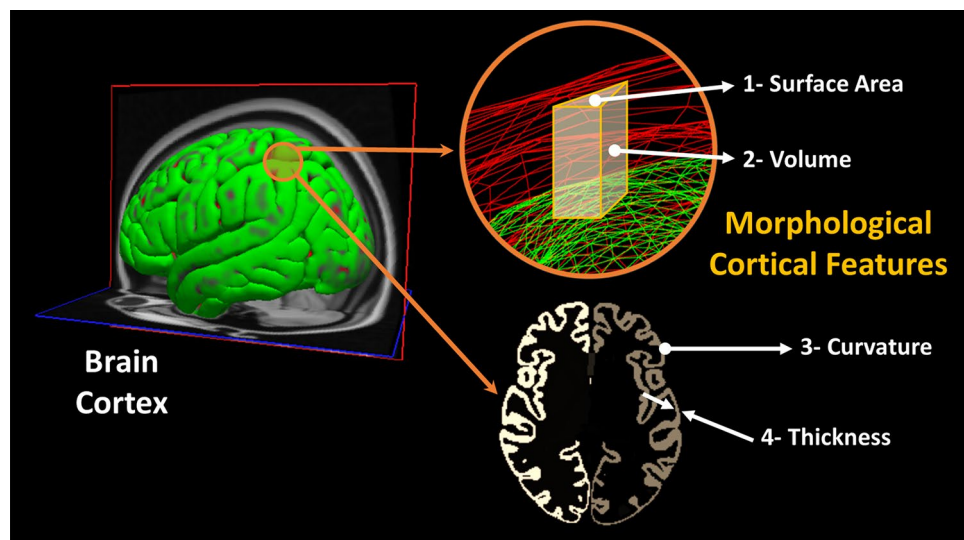 1- Surface Area
2- Volume
Morphological
Cortical Features
Brain
Cortex
3- Curvature
4- Thickness